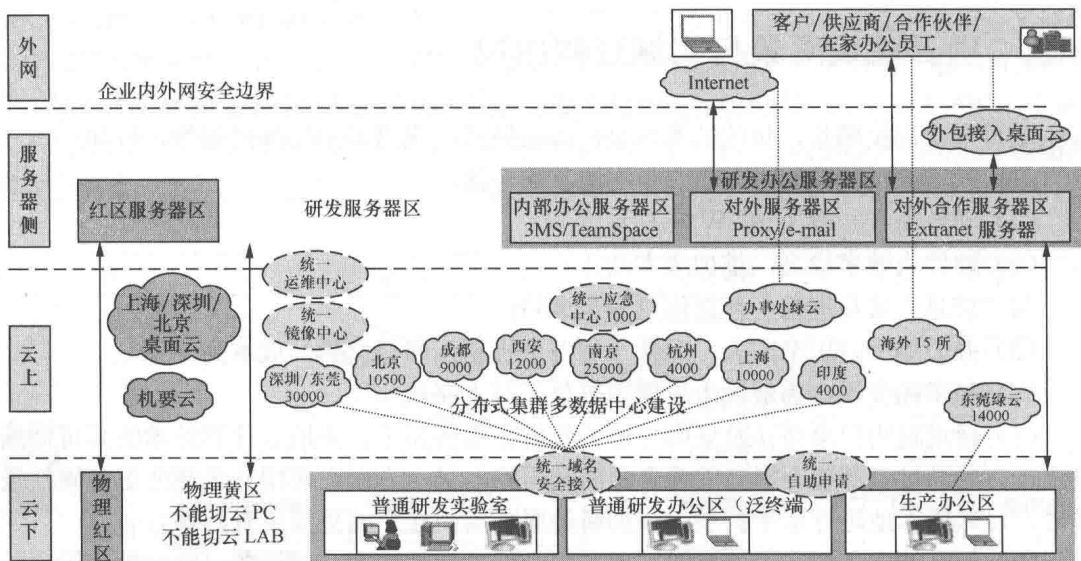 外网
客户/供应商/合作伙伴/
在家办公员工
Internet
企业内外网安全边界
外包接入桌面云
服务器侧
研发办公服务器区
红区服务器区
研发服务器区
内部办公服务器区
3MS/TeamSpace
对外服务器区
Proxy/e-mail
对外合作服务器区
Extranet 服务器
云上
上海/深圳/
北京
桌面云
机要云
统一
运维中心
统一
镜像中心
统一应急
中心 1000
办事处绿云
海外 15 所
深圳/东莞
30000
北京
10500
成都
9000
西安
12000
南京
25000
杭州
4000
上海
10000
印度
4000
东莞绿云
14000
分布式集群多数据中心建设
统一域名
安全接入
统一
自助申请
云下
物理红区
物理黄区
不能切云 PC
不能切云 LAB
普通研发实验室
普通研发办公区（泛终端）
生产办公区